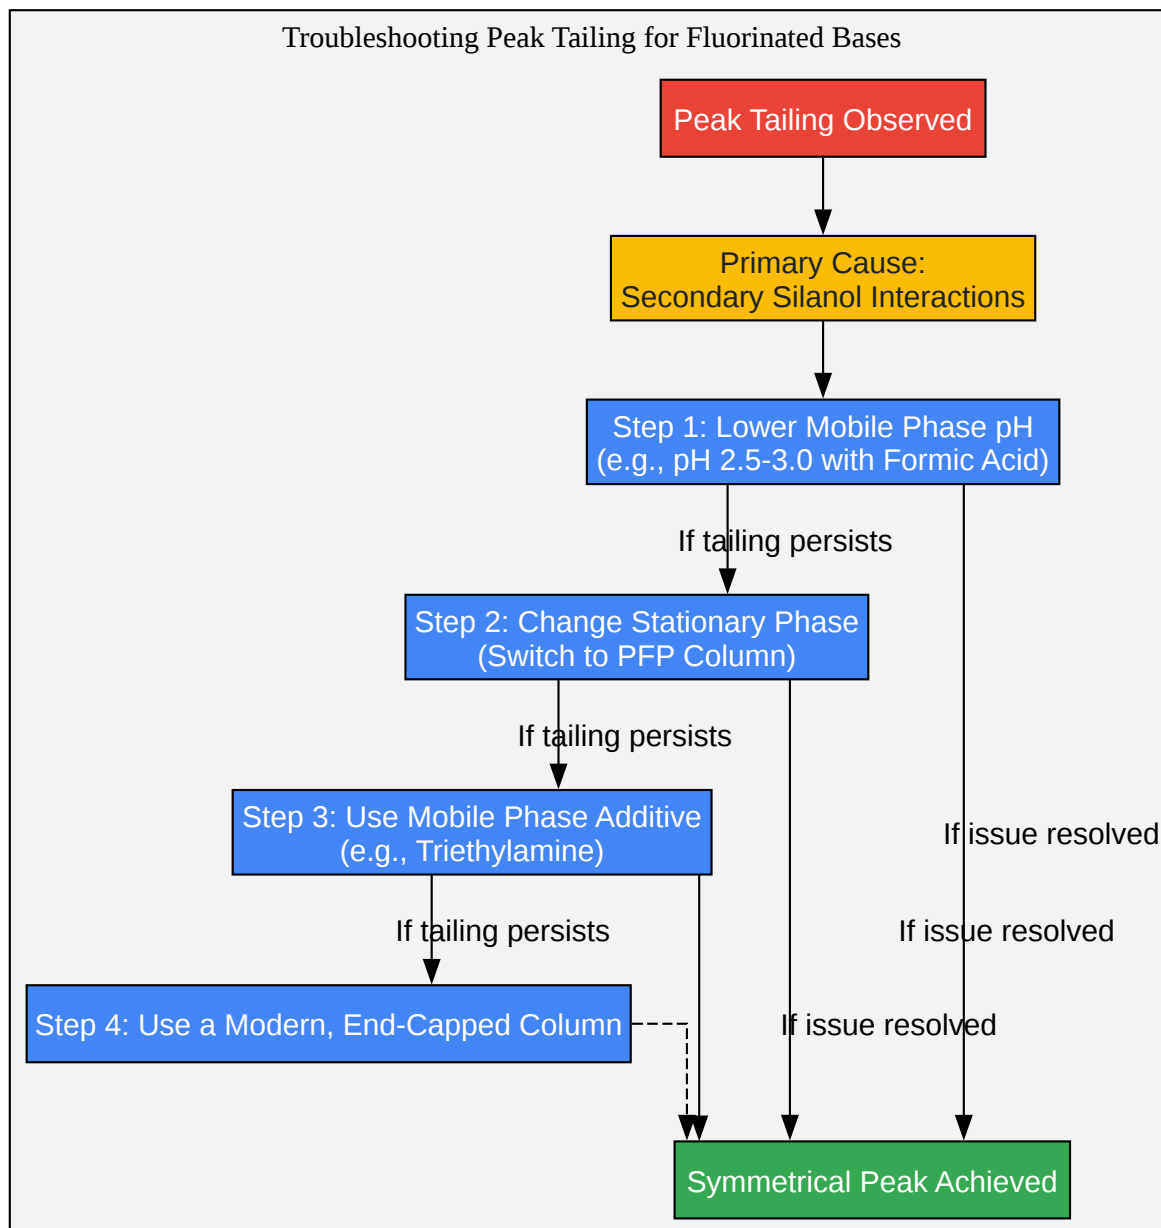 Troubleshooting Peak Tailing for Fluorinated Bases
Peak Tailing Observed
Primary Cause:
Secondary Silanol Interactions
Step 1: Lower Mobile Phase pH
(e.g., pH 2.5-3.0 with Formic Acid)
If tailing persists
Step 2: Change Stationary Phase
(Switch to PFP Column)
If tailing persists
Step 3: Use Mobile Phase Additive
(e.g., Triethylamine)
If issue resolved
If tailing persists
If issue resolved
Step 4: Use a Modern, End-Capped Column
If issue resolved
Symmetrical Peak Achieved